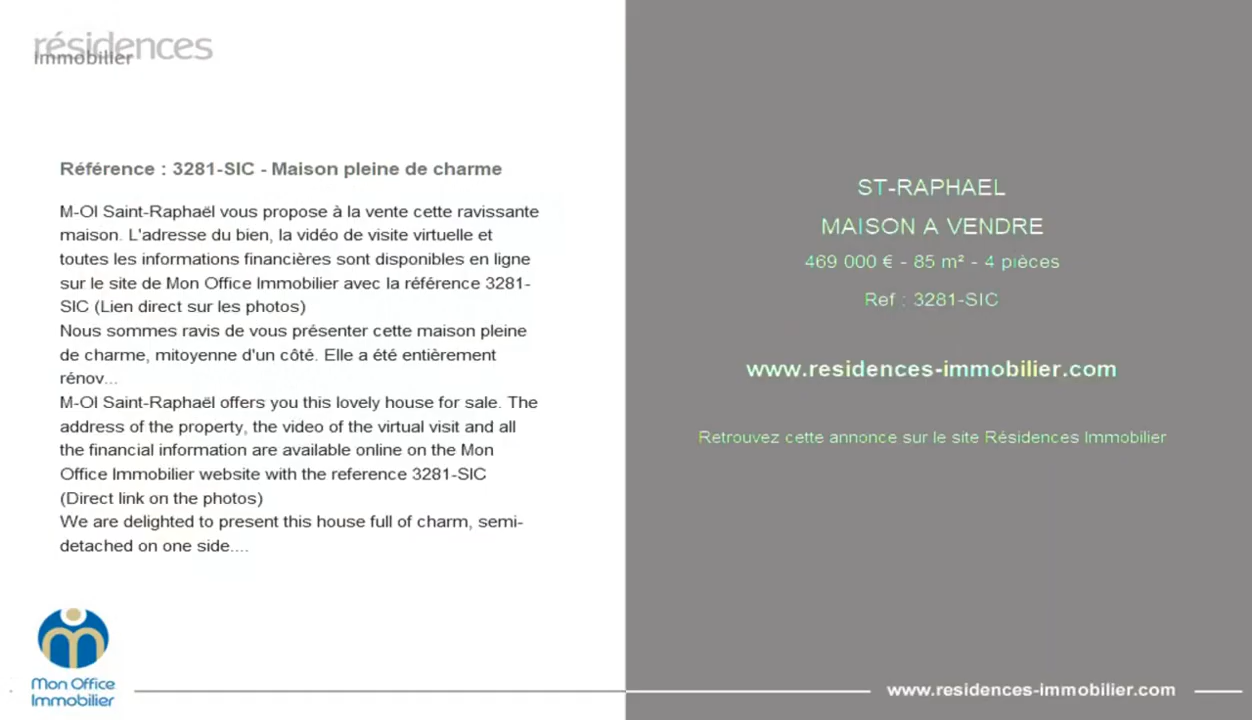 résidences
Immobilier
Référence : 3281-SIC - Maison pleine de charme
M-OI Saint-Raphaël vous propose à la vente cette ravissante
maison. L'adresse du bien, la vidéo de visite virtuelle et
toutes les informations financières sont disponibles en ligne
sur le site de Mon Office Immobilier avec la référence 3281-
SIC (Lien direct sur les photos)
Nous sommes ravis de vous présenter cette maison pleine
de charme, mitoyenne d'un côté. Elle a été entièrement
rénov...
M-OI Saint-Raphaël offers you this lovely house for sale. The
address of the property, the video of the virtual visit and all
the financial information are available online on the Mon
Office Immobilier website with the reference 3281-SIC
(Direct link on the photos)
We are delighted to present this house full of charm, semi-
detached on one side....
Mon Office
Immobilier
ST-RAPHAEL
MAISON A VENDRE
469 000 € - 85 m² - 4 pièces
Ref : 3281-SIC
www.residences-immobilier.com
Retrouvez cette annonce sur le site Résidences Immobilier
www.residences-immobilier.com